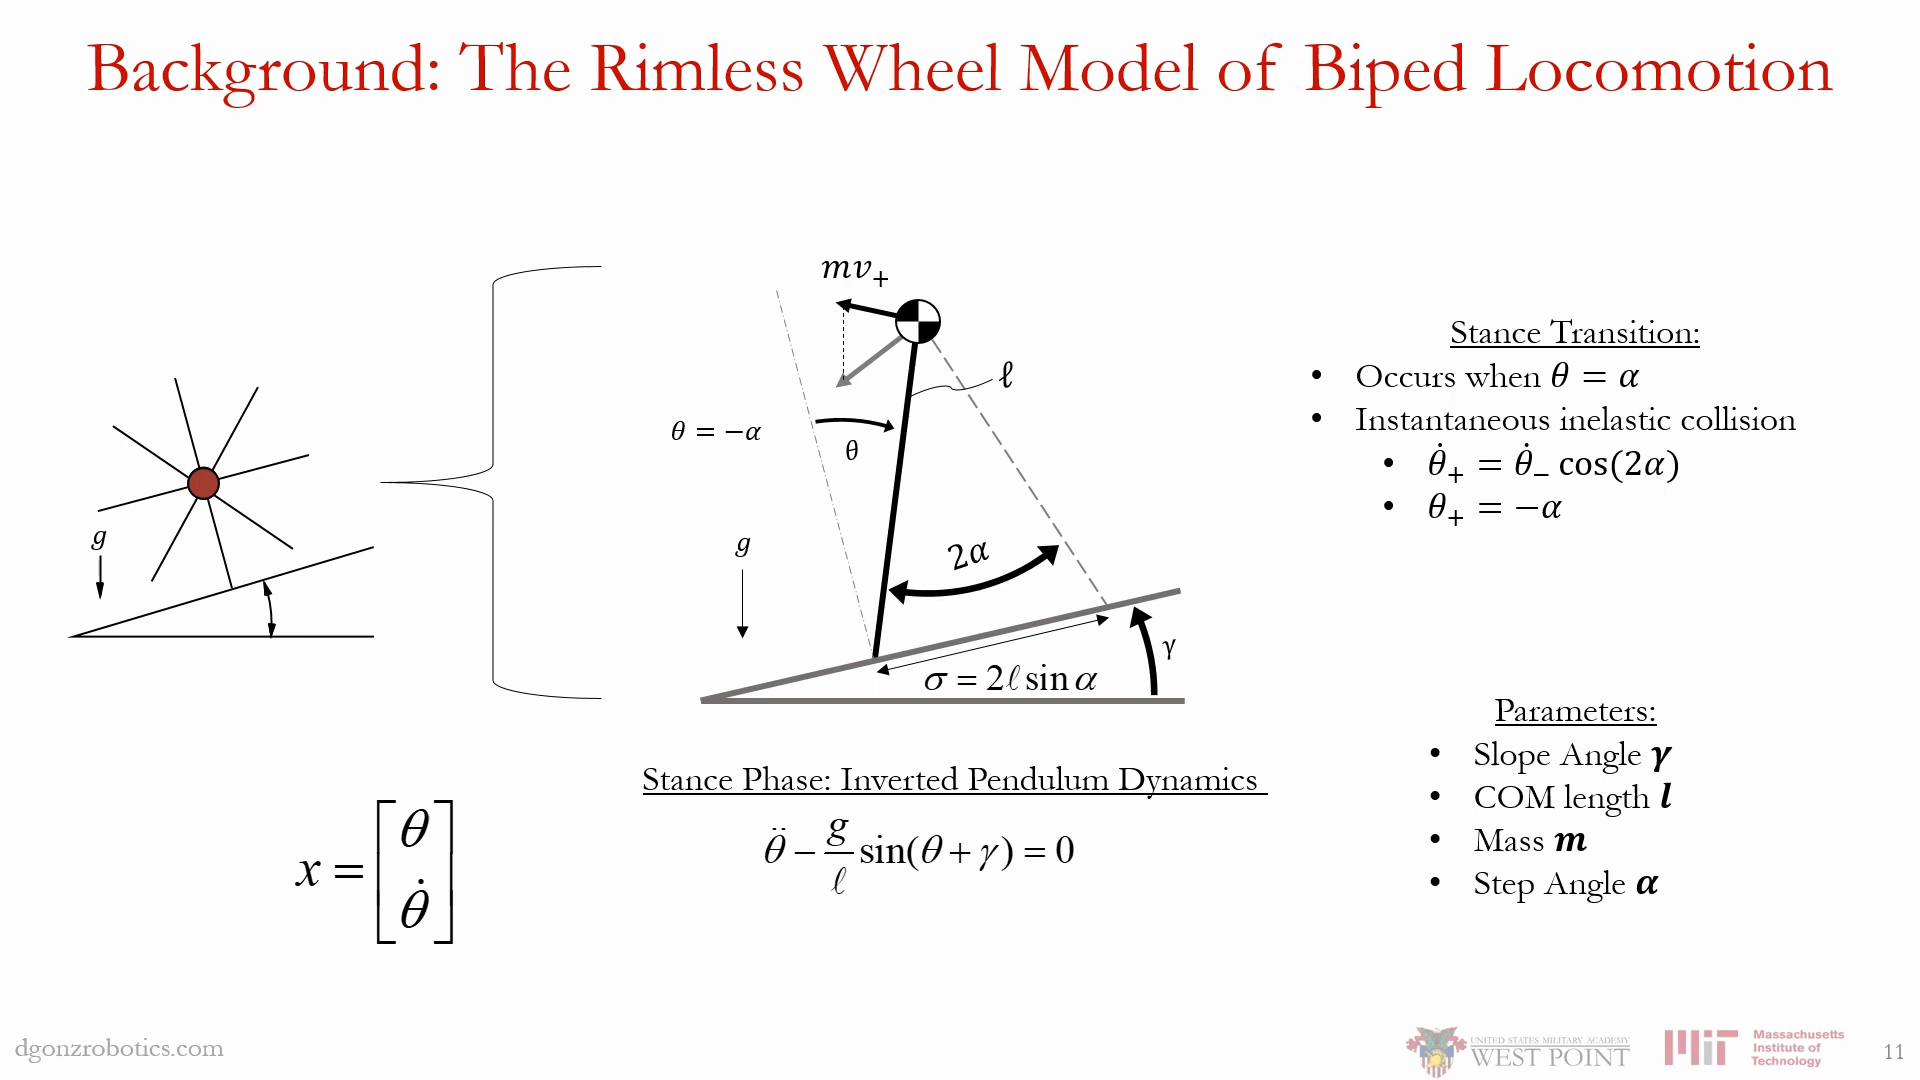 Background: The Rimless Wheel Model of Biped Locomotion
g
mv₊
ℓ
θ = −α
θ
g
2α
γ
σ = 2ℓ sin α
Stance Phase: Inverted Pendulum Dynamics
θ̈ − g/ℓ sin(θ + γ) = 0
x = [θ
θ̇]
Stance Transition:
• Occurs when θ = α
• Instantaneous inelastic collision
• θ̇₊ = θ̇₋ cos(2α)
• θ₊ = −α
Parameters:
• Slope Angle γ
• COM length l
• Mass m
• Step Angle α
dgonzrobotics.com
UNITED STATES MILITARY ACADEMY
WEST POINT
MIT
Massachusetts
Institute of
Technology
11